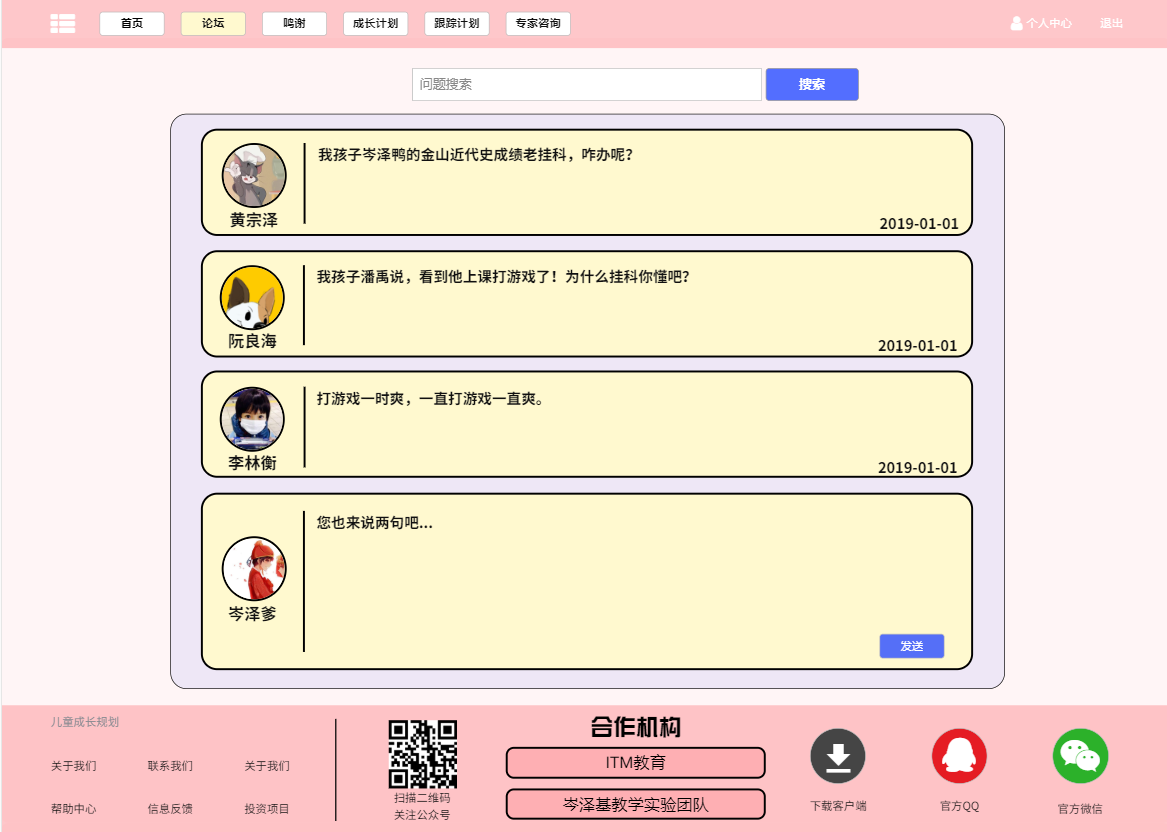 首页 论坛 鸣谢 成长计划 跟踪计划 专家咨询 个人中心 退出
问题搜索 搜索
我孩子岑泽鸭的金山近代史成绩老挂科，咋办呢？
黄宗泽
2019-01-01
我孩子潘禹说，看到他上课打游戏了！为什么挂科你懂吧？
阮良海
2019-01-01
打游戏一时爽，一直打游戏一直爽。
李林衡
2019-01-01
您也来说两句吧...
岑泽爹
发送
儿童成长规划
关于我们 联系我们 关于我们
帮助中心 信息反馈 投资项目
扫描二维码
关注公众号
合作机构
ITM教育
岑泽基教学实验团队
下载客户端 官方QQ 官方微信